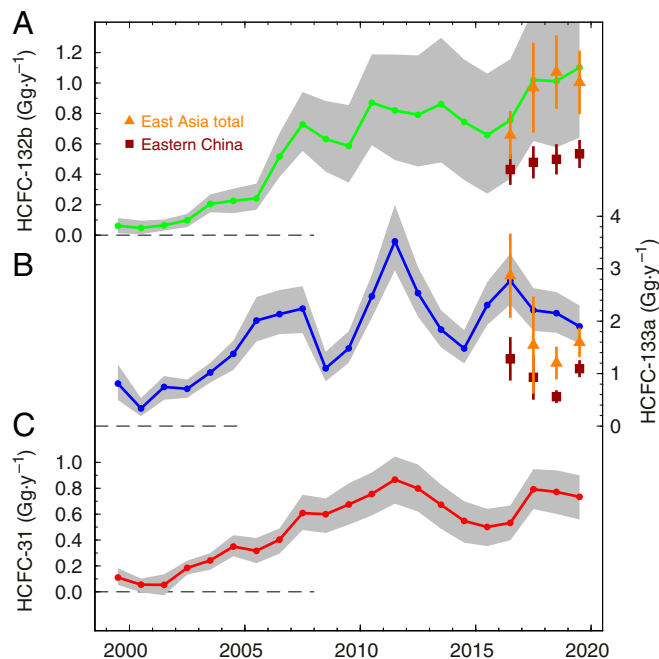 A
HCFC-132b (Gg·y⁻¹)
1.2
1.0
0.8
0.6
0.4
0.2
0.0
East Asia total
Eastern China
B
HCFC-133a (Gg·y⁻¹)
4
3
2
1
0
C
HCFC-31 (Gg·y⁻¹)
1.0
0.8
0.6
0.4
0.2
0.0
2000 2005 2010 2015 2020